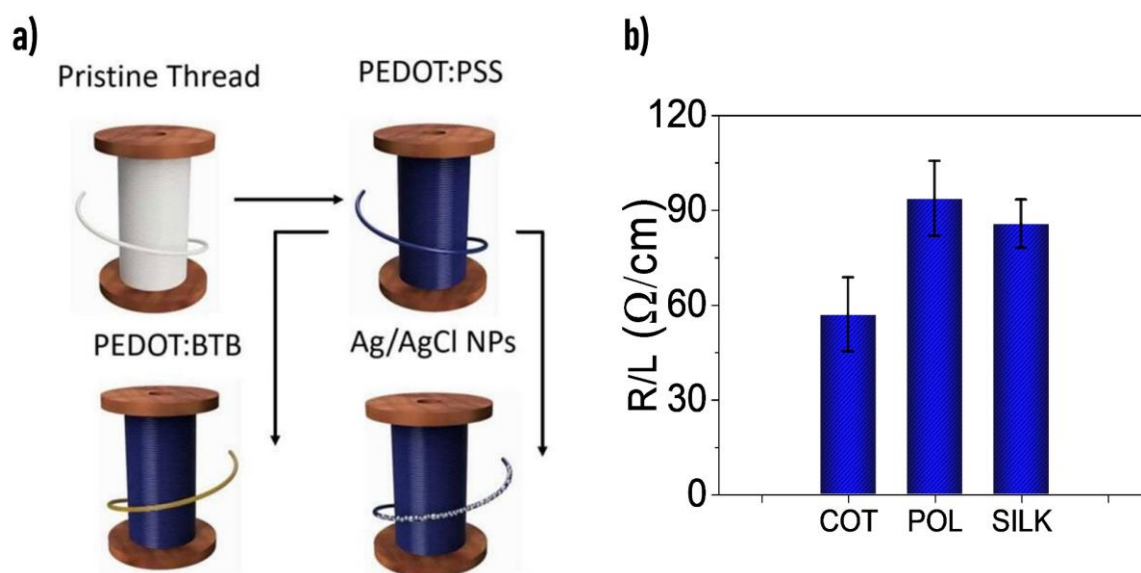 a)
Pristine Thread
PEDOT:PSS
PEDOT:BTB
Ag/AgCl NPs
b)
R/L (Ω/cm)
120
90
60
30
0
COT POL SILK